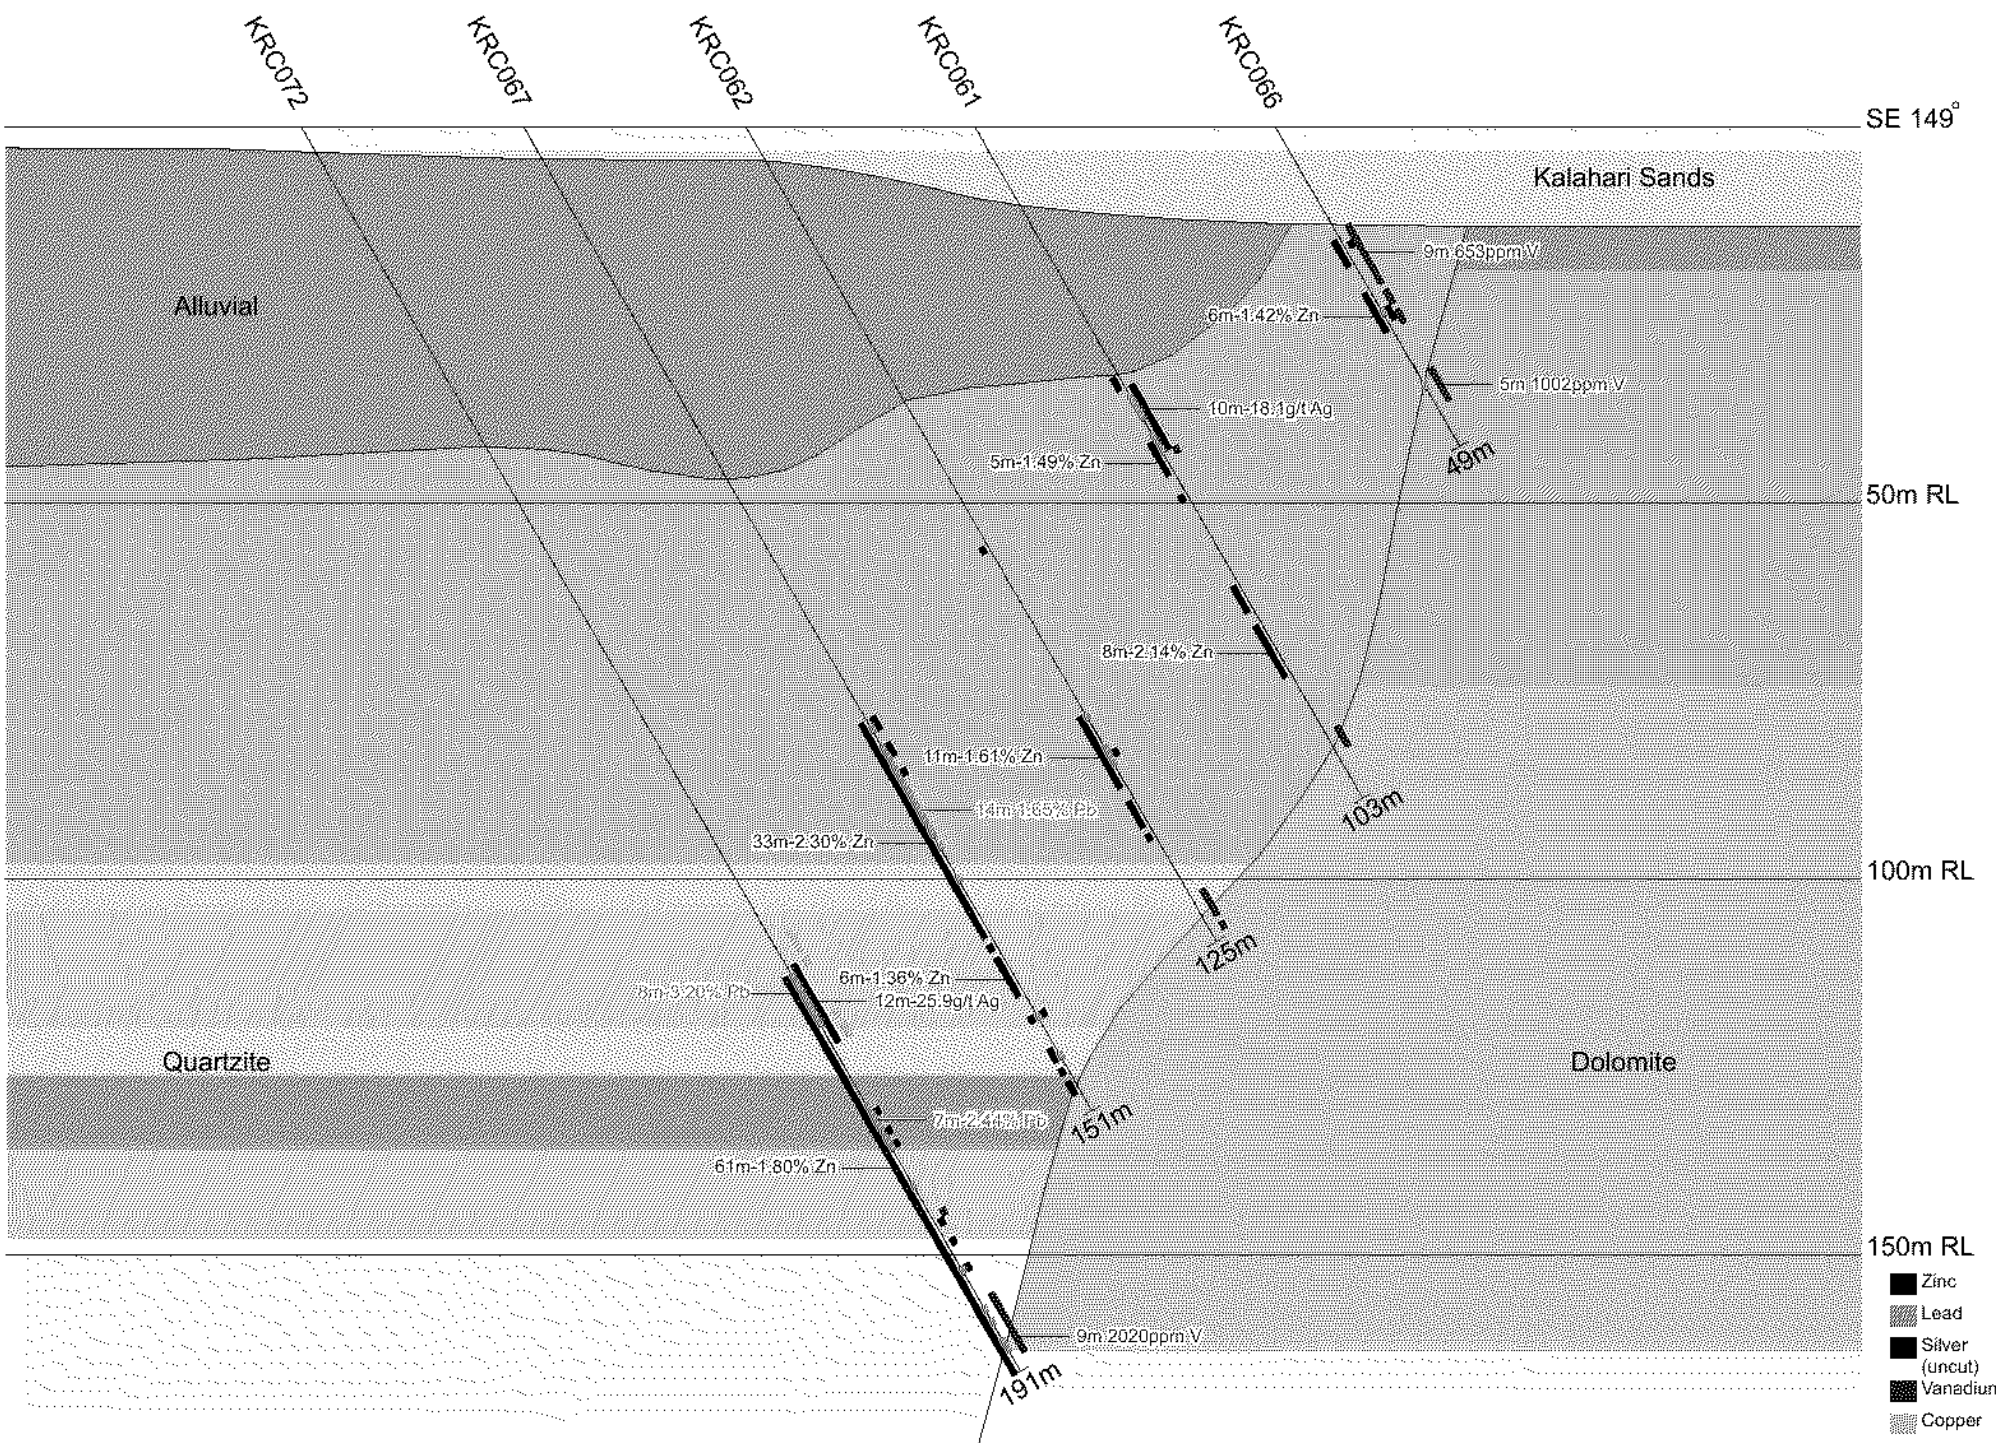 KRC072
KRC067
KRC062
KRC061
KRC066
SE 149°
Kalahari Sands
9m 653ppm V
Alluvial
6m-1.42% Zn
5m 1002ppm V
10m-18.1g/t Ag
49m
5m-1.49% Zn
50m RL
8m-2.14% Zn
11m-1.61% Zn
103m
33m-2.30% Zn
100m RL
125m
6m-1.36% Zn
8m-3.20% Pb
12m-25.9g/t Ag
Quartzite
Dolomite
7m-2.44% Pb
151m
61m-1.80% Zn
150m RL
Zinc
Lead
9m 2020ppm V
Silver
(uncut)
191m
Vanadium
Copper